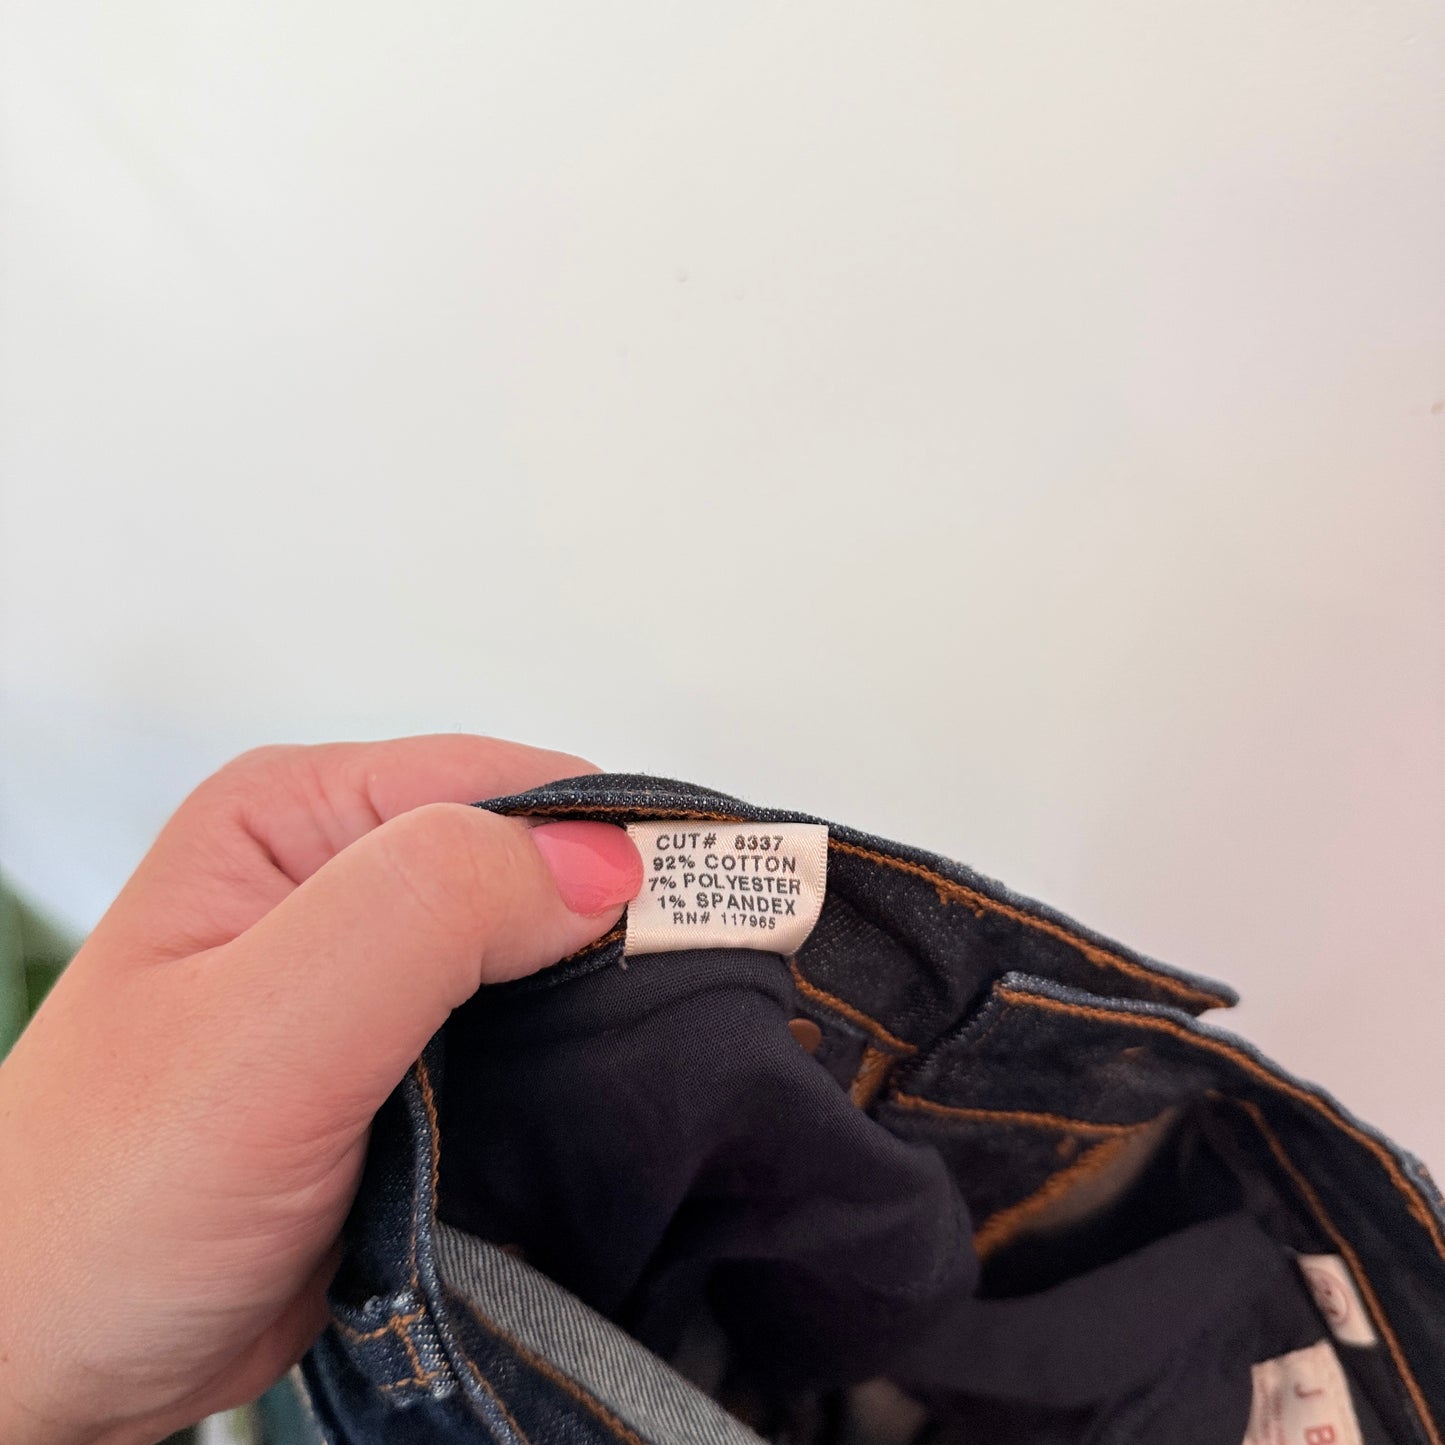 CUT# 8337
92% COTTON
7% POLYESTER
1% SPANDEX
RN# 117965
J B